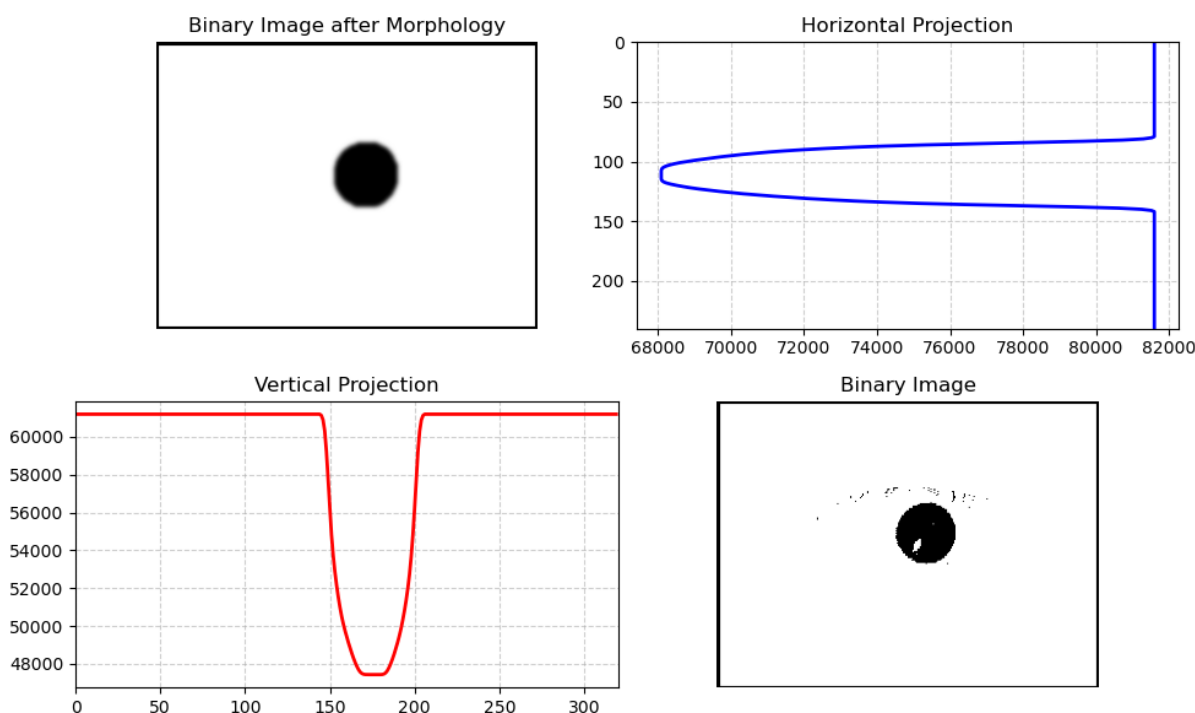 Binary Image after Morphology
Horizontal Projection
0
50
100
150
200
68000 70000 72000 74000 76000 78000 80000 82000
Vertical Projection
60000
58000
56000
54000
52000
50000
48000
0 50 100 150 200 250 300
Binary Image